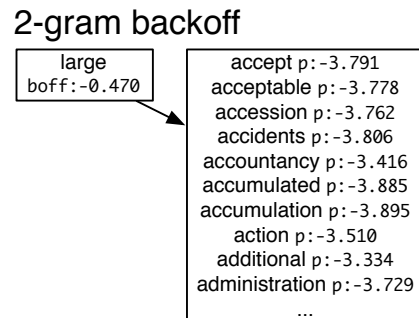 2-gram backoff
large
boff:-0.470
accept p:-3.791
acceptable p:-3.778
accession p:-3.762
accidents p:-3.806
accountancy p:-3.416
accumulated p:-3.885
accumulation p:-3.895
action p:-3.510
additional p:-3.334
administration p:-3.729
...